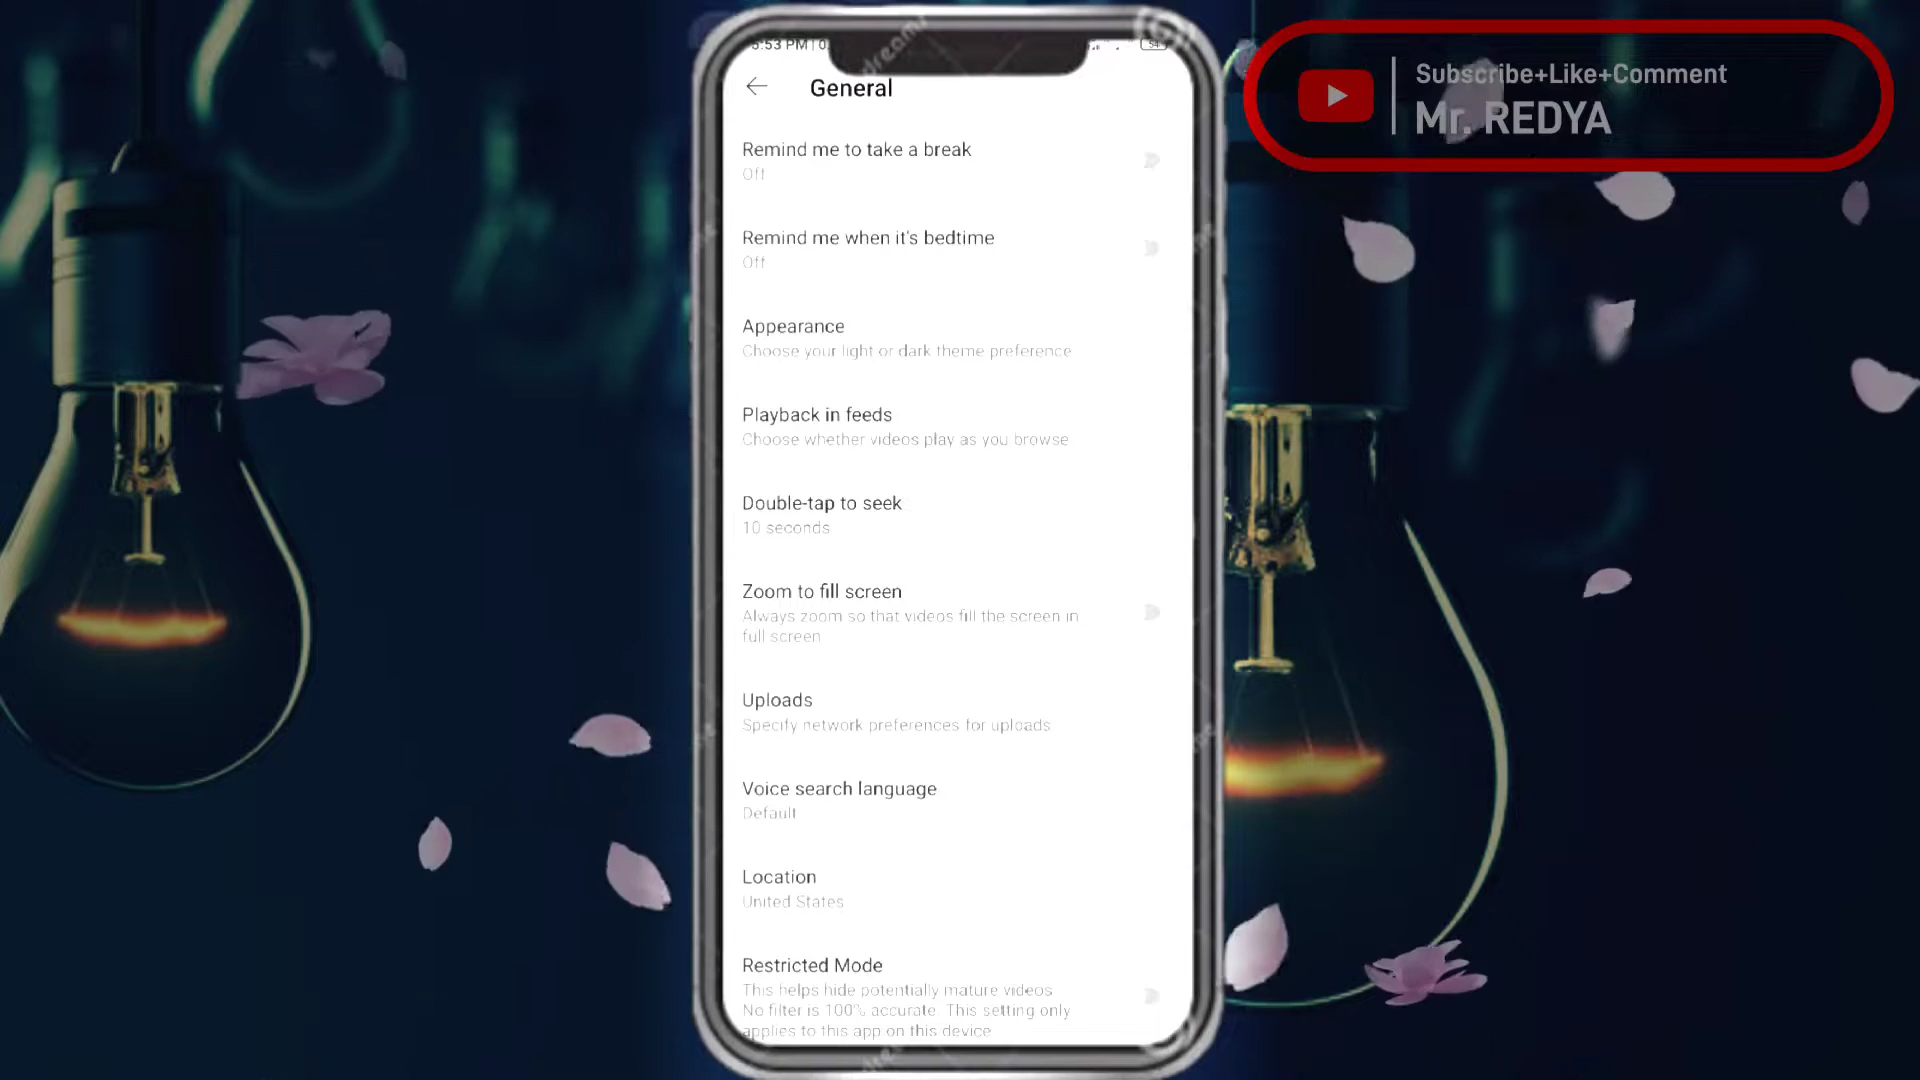 Subscribe+Like+Comment
Mr. REDYA
General
Remind me to take a break
Off
Remind me when it's bedtime
Off
Appearance
Choose your light or dark theme preference
Playback in feeds
Choose whether videos play as you browse
Double-tap to seek
10 seconds
Zoom to fill screen
Always zoom so that videos fill the screen in
full screen
Uploads
Specify network preferences for uploads
Voice search language
Default
Location
United States
Restricted Mode
This helps hide potentially mature videos.
No filter is 100% accurate. This setting only
applies to this app on this device